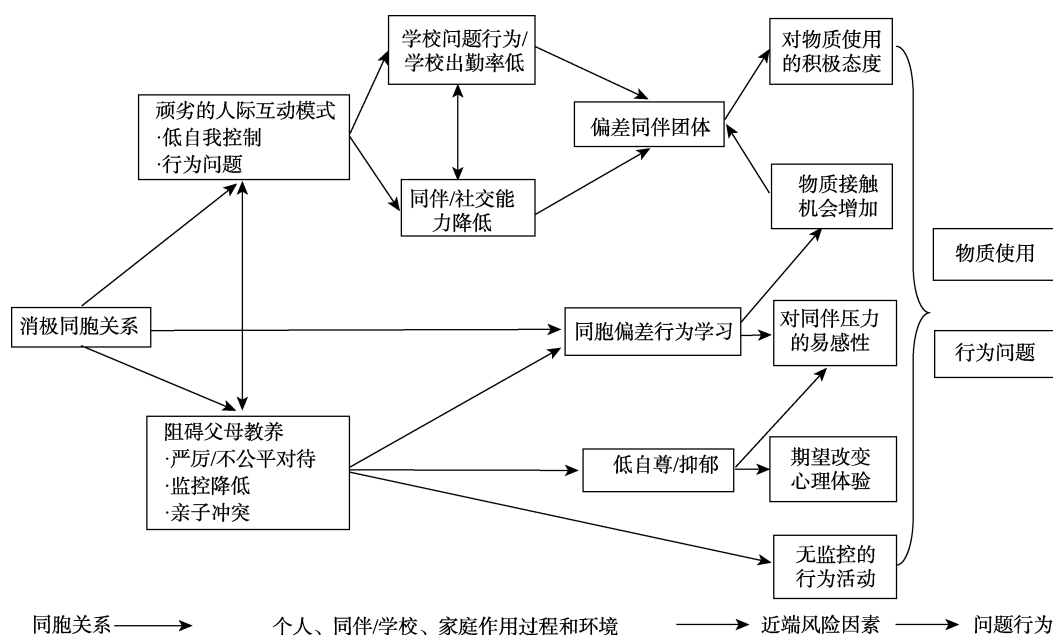 学校问题行为/
学校出勤率低
对物质使用
的积极态度
顽劣的人际互动模式
·低自我控制
·行为问题
偏差同伴团体
同伴/社交能
力降低
物质接触
机会增加
物质使用
消极同胞关系
同胞偏差行为学习
对同伴压力
的易感性
行为问题
阻碍父母教养
·严厉/不公平对待
·监控降低
·亲子冲突
低自尊/抑郁
期望改变
心理体验
无监控的
行为活动
同胞关系
个人、同伴/学校、家庭作用过程和环境
近端风险因素
问题行为